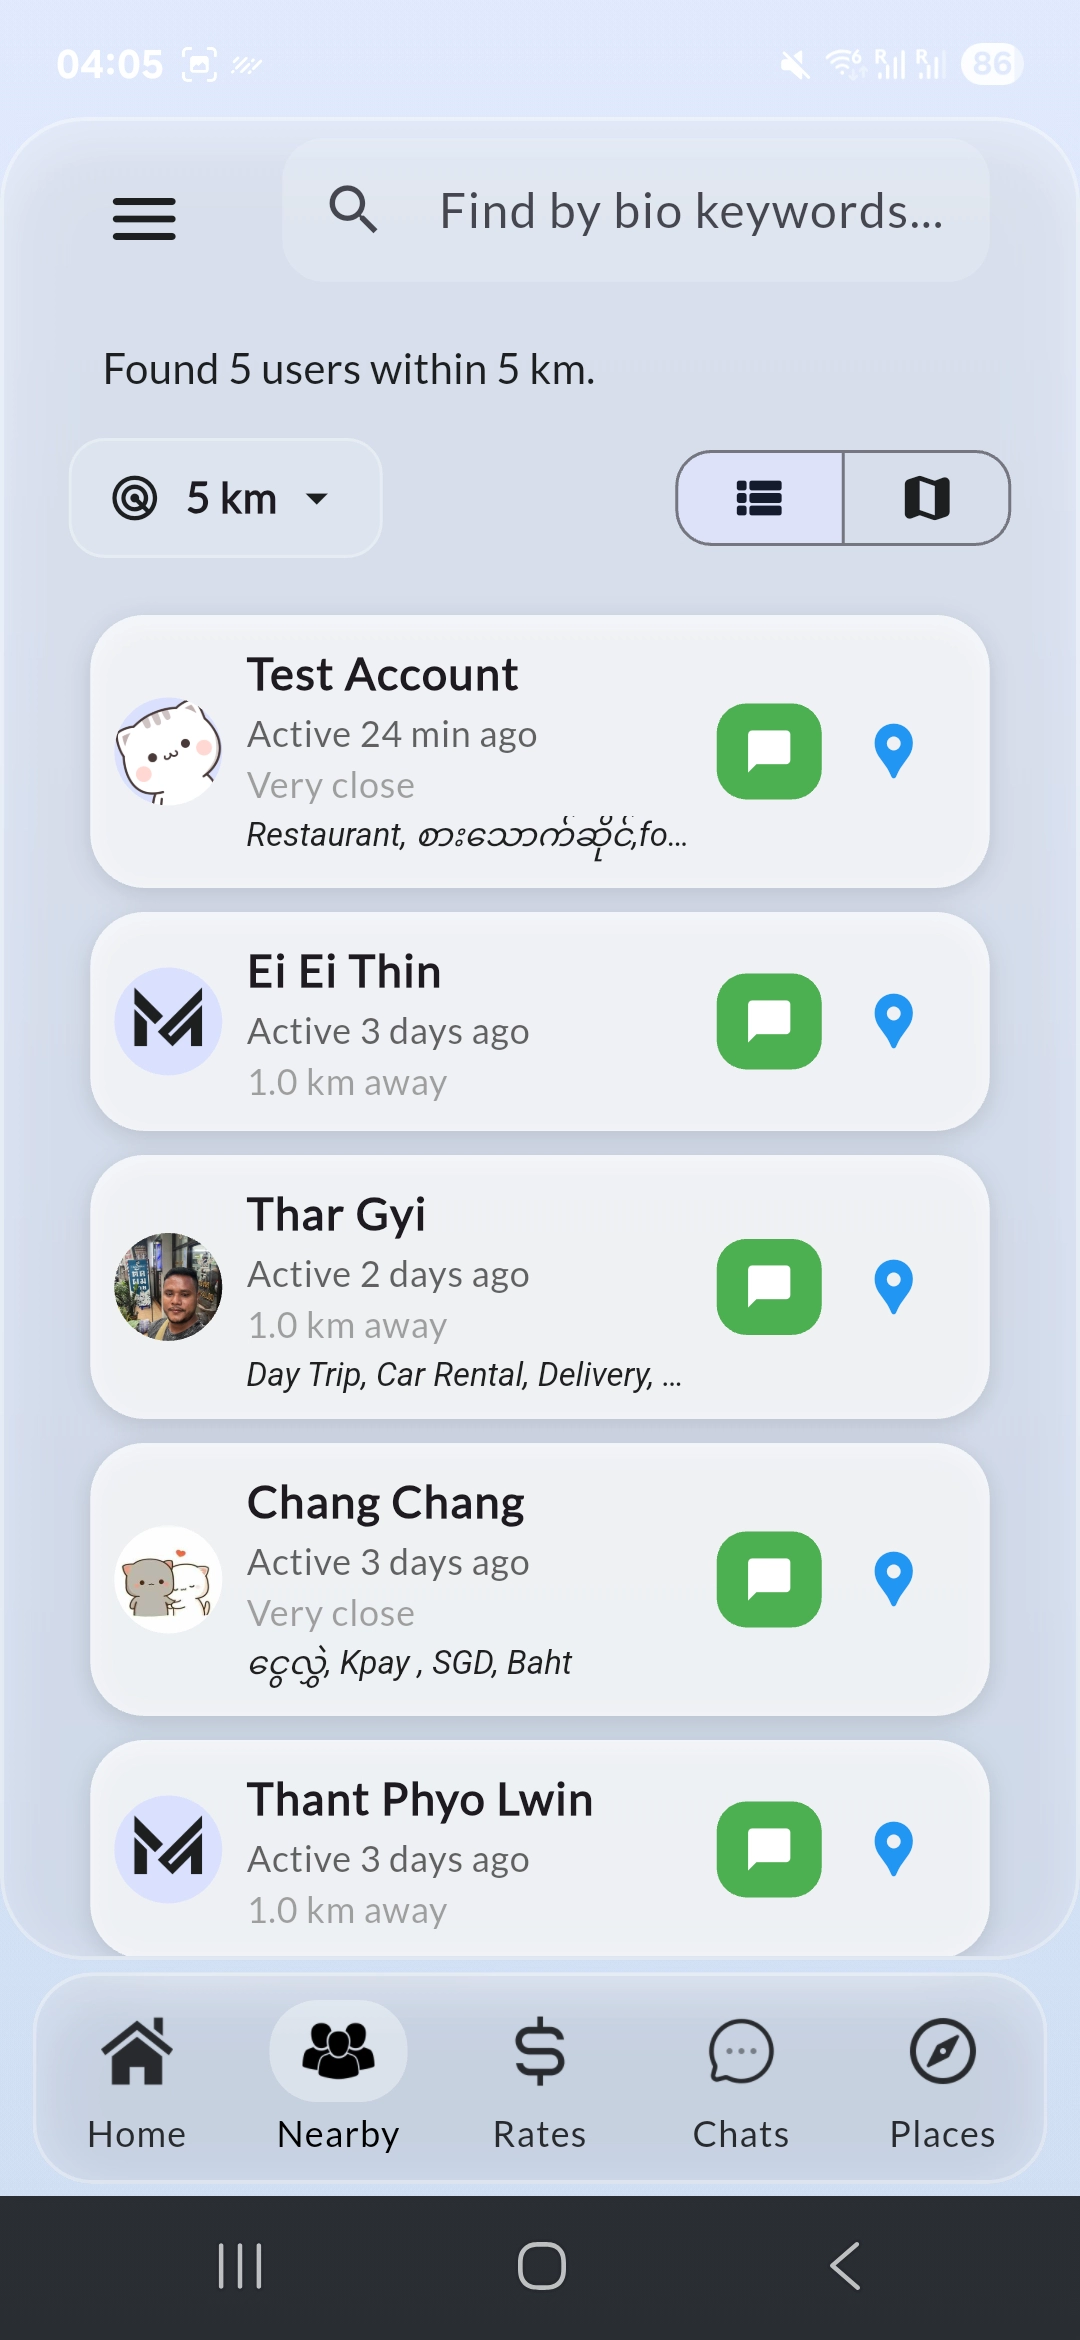 04:05
R
R
86
Find by bio keywords...
Found 5 users within 5 km.
5 km
Test Account
Active 24 min ago
Very close
Restaurant, စားသောက်ဆိုင်,fo...
Ei Ei Thin
Active 3 days ago
1.0 km away
Thar Gyi
Active 2 days ago
1.0 km away
Day Trip, Car Rental, Delivery, ...
Chang Chang
Active 3 days ago
Very close
ငွေလွှဲ, Kpay , SGD, Baht
Thant Phyo Lwin
Active 3 days ago
1.0 km away
Home Nearby Rates Chats Places